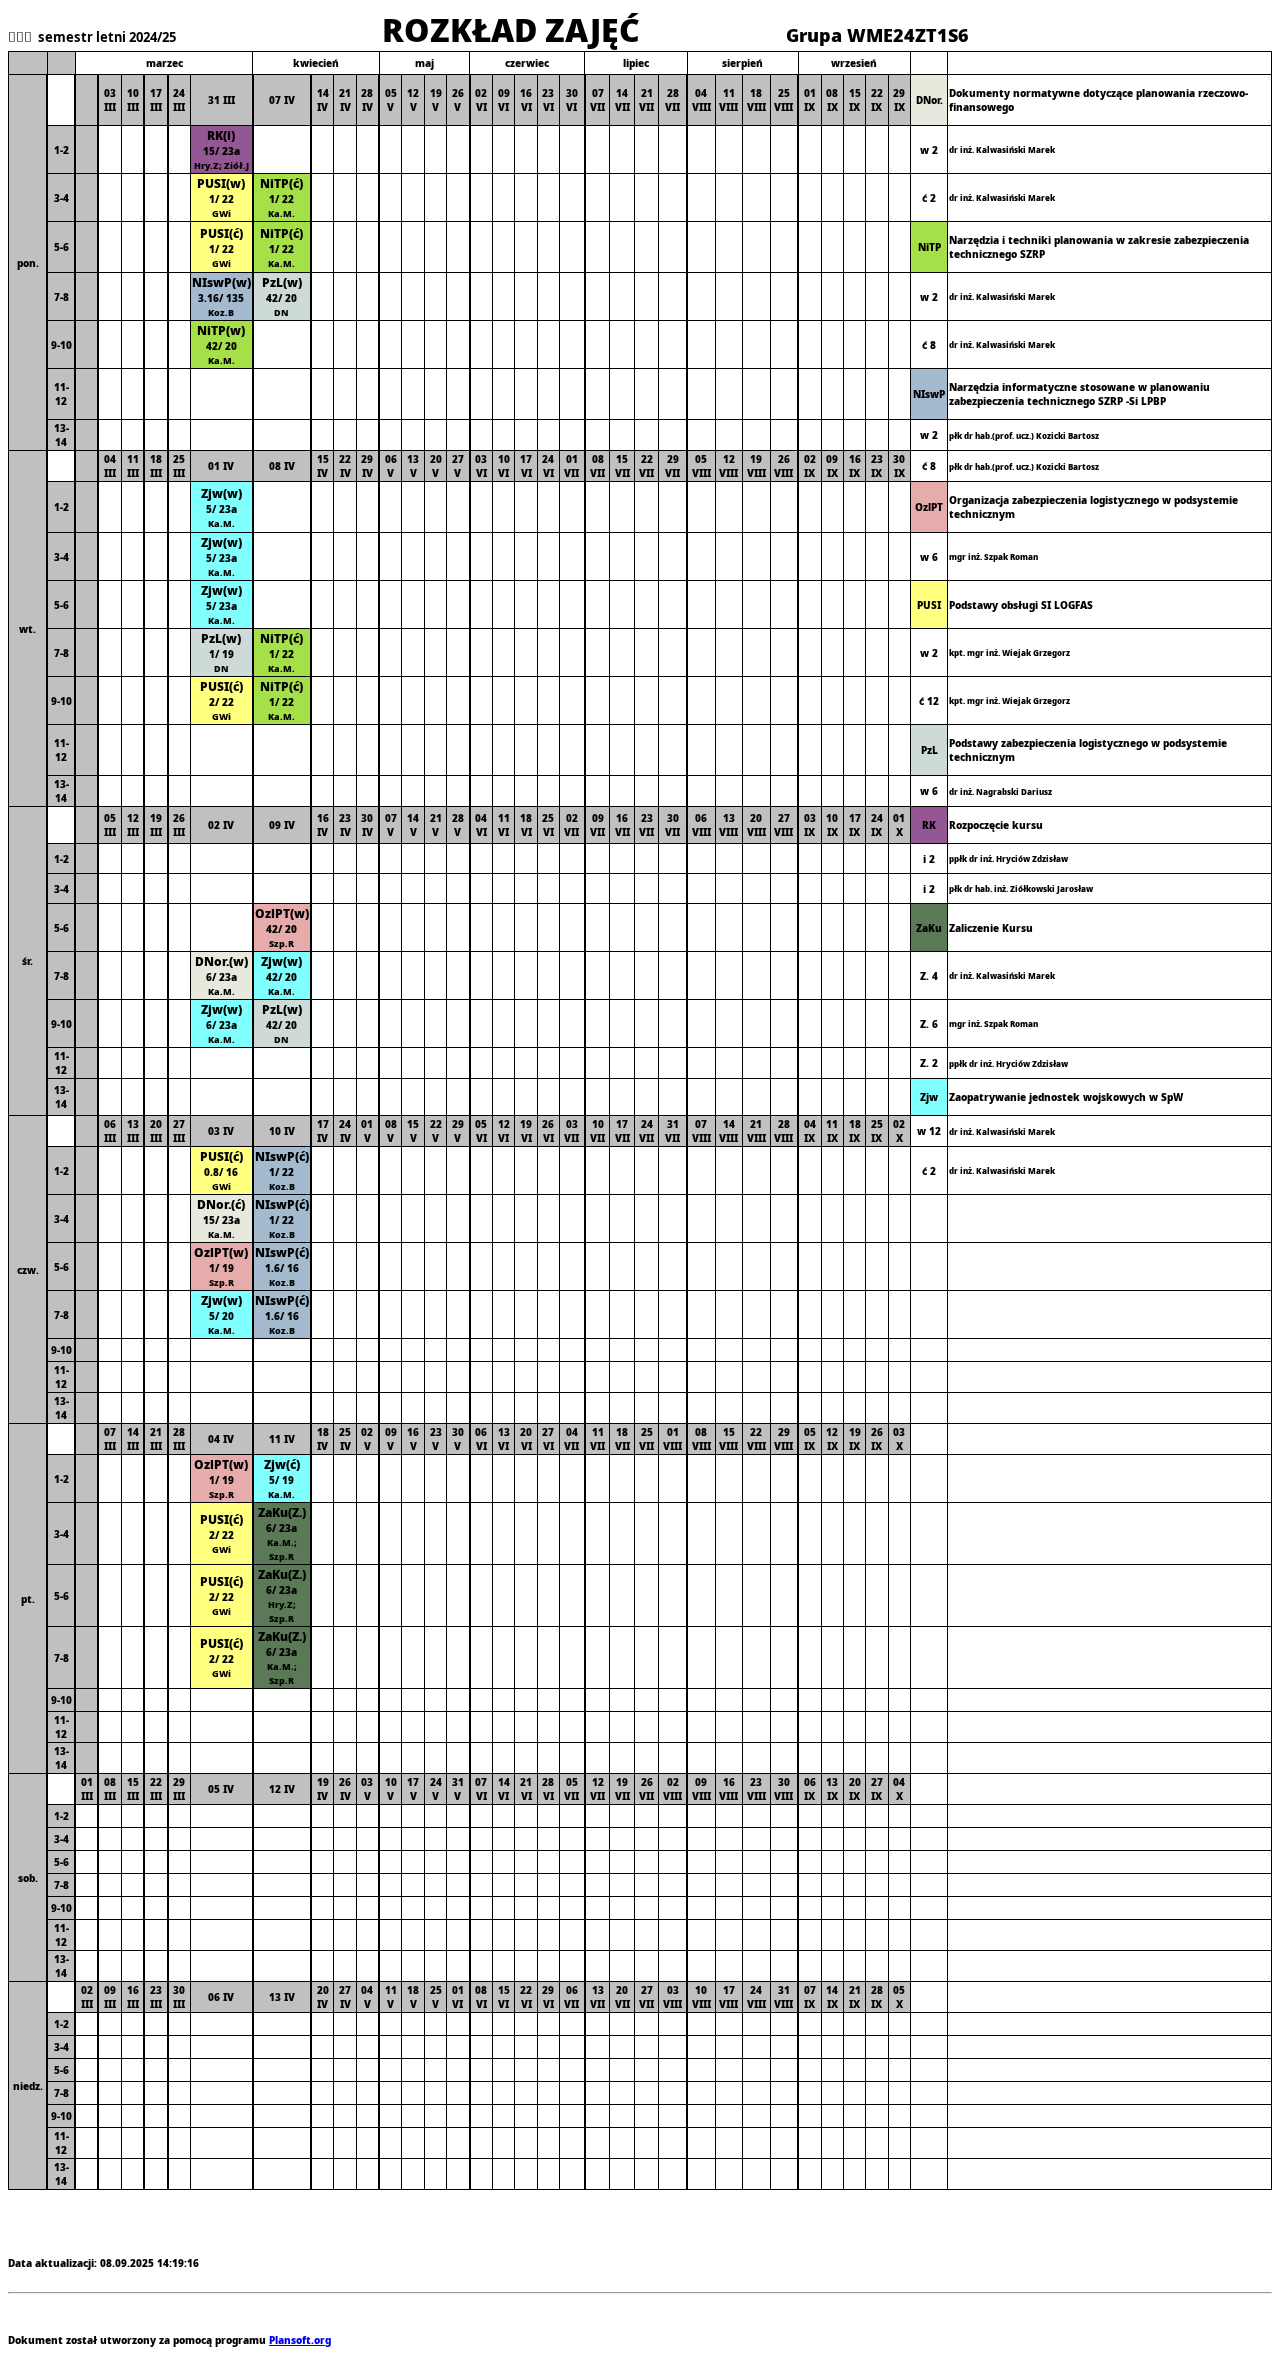 semestr letni 2024/25 ROZKŁAD ZAJĘĆ Grupa WME24ZT1S6
marzec kwiecień maj czerwiec lipiec sierpień wrzesień
pon. 03 III 10 III 17 III 24 III 31 III 07 IV 14 IV 21 IV 28 IV 05 V 12 V 19 V 26 V 02 VI 09 VI 16 VI 23 VI 30 VI 07 VII 14 VII 21 VII 28 VII 04 VIII 11 VIII 18 VIII 25 VIII 01 IX 08 IX 15 IX 22 IX 29 IX DNor. Dokumenty normatywne dotyczące planowania rzeczowo-finansowego
1-2 RK(i) 15/ 23a Hry.Z; Ziół.J w 2 dr inż. Kalwasiński Marek
3-4 PUSI(w) 1/ 22 GWi NiTP(ć) 1/ 22 Ka.M. ć 2 dr inż. Kalwasiński Marek
5-6 PUSI(ć) 1/ 22 GWi NiTP(ć) 1/ 22 Ka.M. NiTP Narzędzia i techniki planowania w zakresie zabezpieczenia technicznego SZRP
7-8 NIswP(w) 3.16/ 135 Koz.B PzL(w) 42/ 20 DN w 2 dr inż. Kalwasiński Marek
9-10 NiTP(w) 42/ 20 Ka.M. ć 8 dr inż. Kalwasiński Marek
11-12 NIswP Narzędzia informatyczne stosowane w planowaniu zabezpieczenia technicznego SZRP -Si LPBP
13-14 w 2 płk dr hab.(prof. ucz.) Kozicki Bartosz
wt. 04 III 11 III 18 III 25 III 01 IV 08 IV 15 IV 22 IV 29 IV 06 V 13 V 20 V 27 V 03 VI 10 VI 17 VI 24 VI 01 VII 08 VII 15 VII 22 VII 29 VII 05 VIII 12 VIII 19 VIII 26 VIII 02 IX 09 IX 16 IX 23 IX 30 IX ć 8 płk dr hab.(prof. ucz.) Kozicki Bartosz
1-2 Zjw(w) 5/ 23a Ka.M. OzlPT Organizacja zabezpieczenia logistycznego w podsystemie technicznym
3-4 Zjw(w) 5/ 23a Ka.M. w 6 mgr inż. Szpak Roman
5-6 Zjw(w) 5/ 23a Ka.M. PUSI Podstawy obsługi SI LOGFAS
7-8 PzL(w) 1/ 19 DN NiTP(ć) 1/ 22 Ka.M. w 2 kpt. mgr inż. Wiejak Grzegorz
9-10 PUSI(ć) 2/ 22 GWi NiTP(ć) 1/ 22 Ka.M. ć 12 kpt. mgr inż. Wiejak Grzegorz
11-12 PzL Podstawy zabezpieczenia logistycznego w podsystemie technicznym
13-14 w 6 dr inż. Nagrabski Dariusz
śr. 05 III 12 III 19 III 26 III 02 IV 09 IV 16 IV 23 IV 30 IV 07 V 14 V 21 V 28 V 04 VI 11 VI 18 VI 25 VI 02 VII 09 VII 16 VII 23 VII 30 VII 06 VIII 13 VIII 20 VIII 27 VIII 03 IX 10 IX 17 IX 24 IX 01 X RK Rozpoczęcie kursu
1-2 i 2 ppłk dr inż. Hryciów Zdzisław
3-4 i 2 płk dr hab. inż. Ziółkowski Jarosław
5-6 OzlPT(w) 42/ 20 Szp.R ZaKu Zaliczenie Kursu
7-8 DNor.(w) 6/ 23a Ka.M. Zjw(w) 42/ 20 Ka.M. Z. 4 dr inż. Kalwasiński Marek
9-10 Zjw(w) 6/ 23a Ka.M. PzL(w) 42/ 20 DN Z. 6 mgr inż. Szpak Roman
11-12 Z. 2 ppłk dr inż. Hryciów Zdzisław
13-14 Zjw Zaopatrywanie jednostek wojskowych w SpW
czw. 06 III 13 III 20 III 27 III 03 IV 10 IV 17 IV 24 IV 01 V 08 V 15 V 22 V 29 V 05 VI 12 VI 19 VI 26 VI 03 VII 10 VII 17 VII 24 VII 31 VII 07 VIII 14 VIII 21 VIII 28 VIII 04 IX 11 IX 18 IX 25 IX 02 X w 12 dr inż. Kalwasiński Marek
1-2 PUSI(ć) 0.8/ 16 GWi NIswP(ć) 1/ 22 Koz.B ć 2 dr inż. Kalwasiński Marek
3-4 DNor.(ć) 15/ 23a Ka.M. NIswP(ć) 1/ 22 Koz.B
5-6 OzlPT(w) 1/ 19 Szp.R NIswP(ć) 1.6/ 16 Koz.B
7-8 Zjw(w) 5/ 20 Ka.M. NIswP(ć) 1.6/ 16 Koz.B
9-10
11-12
13-14
pt. 07 III 14 III 21 III 28 III 04 IV 11 IV 18 IV 25 IV 02 V 09 V 16 V 23 V 30 V 06 VI 13 VI 20 VI 27 VI 04 VII 11 VII 18 VII 25 VII 01 VIII 08 VIII 15 VIII 22 VIII 29 VIII 05 IX 12 IX 19 IX 26 IX 03 X
1-2 OzlPT(w) 1/ 19 Szp.R Zjw(ć) 5/ 19 Ka.M.
3-4 PUSI(ć) 2/ 22 GWi ZaKu(Z.) 6/ 23a Ka.M.; Szp.R
5-6 PUSI(ć) 2/ 22 GWi ZaKu(Z.) 6/ 23a Hry.Z; Szp.R
7-8 PUSI(ć) 2/ 22 GWi ZaKu(Z.) 6/ 23a Ka.M.; Szp.R
9-10
11-12
13-14
sob. 01 III 08 III 15 III 22 III 29 III 05 IV 12 IV 19 IV 26 IV 03 V 10 V 17 V 24 V 31 V 07 VI 14 VI 21 VI 28 VI 05 VII 12 VII 19 VII 26 VII 02 VIII 09 VIII 16 VIII 23 VIII 30 VIII 06 IX 13 IX 20 IX 27 IX 04 X
1-2
3-4
5-6
7-8
9-10
11-12
13-14
niedz. 02 III 09 III 16 III 23 III 30 III 06 IV 13 IV 20 IV 27 IV 04 V 11 V 18 V 25 V 01 VI 08 VI 15 VI 22 VI 29 VI 06 VII 13 VII 20 VII 27 VII 03 VIII 10 VIII 17 VIII 24 VIII 31 VIII 07 IX 14 IX 21 IX 28 IX 05 X
1-2
3-4
5-6
7-8
9-10
11-12
13-14
Data aktualizacji: 08.09.2025 14:19:16
Dokument został utworzony za pomocą programu Plansoft.org